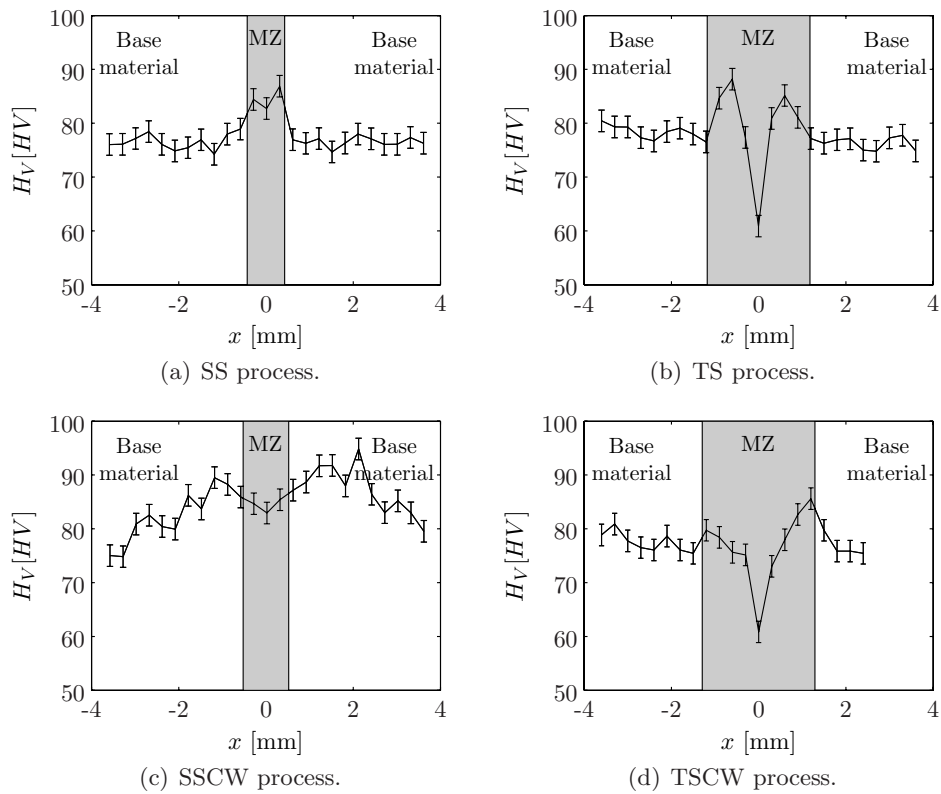 100
90
80
70
60
50
H_V [HV]
Base
material
MZ
Base
material
-4
-2
0
2
4
x [mm]
(a) SS process.
100
90
80
70
60
50
H_V [HV]
Base
material
MZ
Base
material
-4
-2
0
2
4
x [mm]
(b) TS process.
100
90
80
70
60
50
H_V [HV]
Base
material
MZ
Base
material
-4
-2
0
2
4
x [mm]
(c) SSCW process.
100
90
80
70
60
50
H_V [HV]
Base
material
MZ
Base
material
-4
-2
0
2
4
x [mm]
(d) TSCW process.